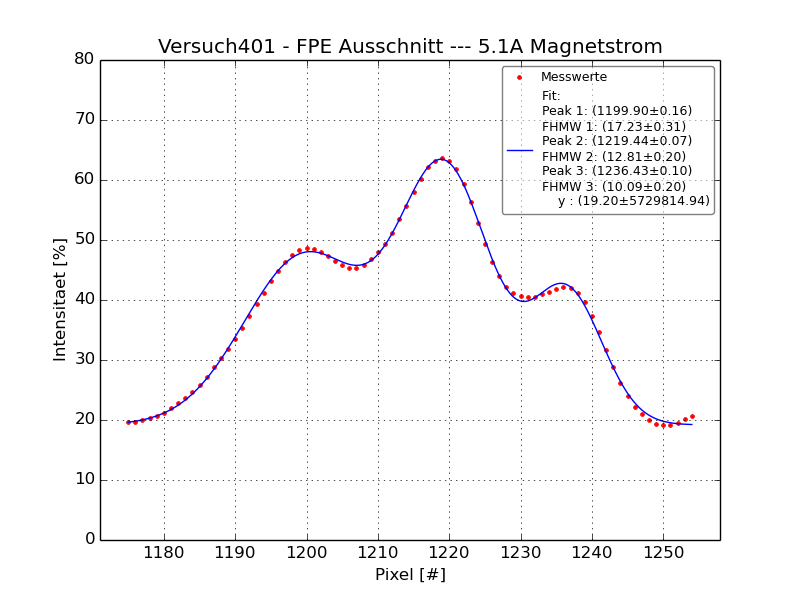 Versuch401 - FPE Ausschnitt --- 5.1A Magnetstrom
80
70
60
50
40
30
20
10
0
Intensitaet [%]
Messwerte
Fit:
Peak 1: (1199.90±0.16)
FHMW 1: (17.23±0.31)
Peak 2: (1219.44±0.07)
FHMW 2: (12.81±0.20)
Peak 3: (1236.43±0.10)
FHMW 3: (10.09±0.20)
y : (19.20±5729814.94)
1180 1190 1200 1210 1220 1230 1240 1250
Pixel [#]